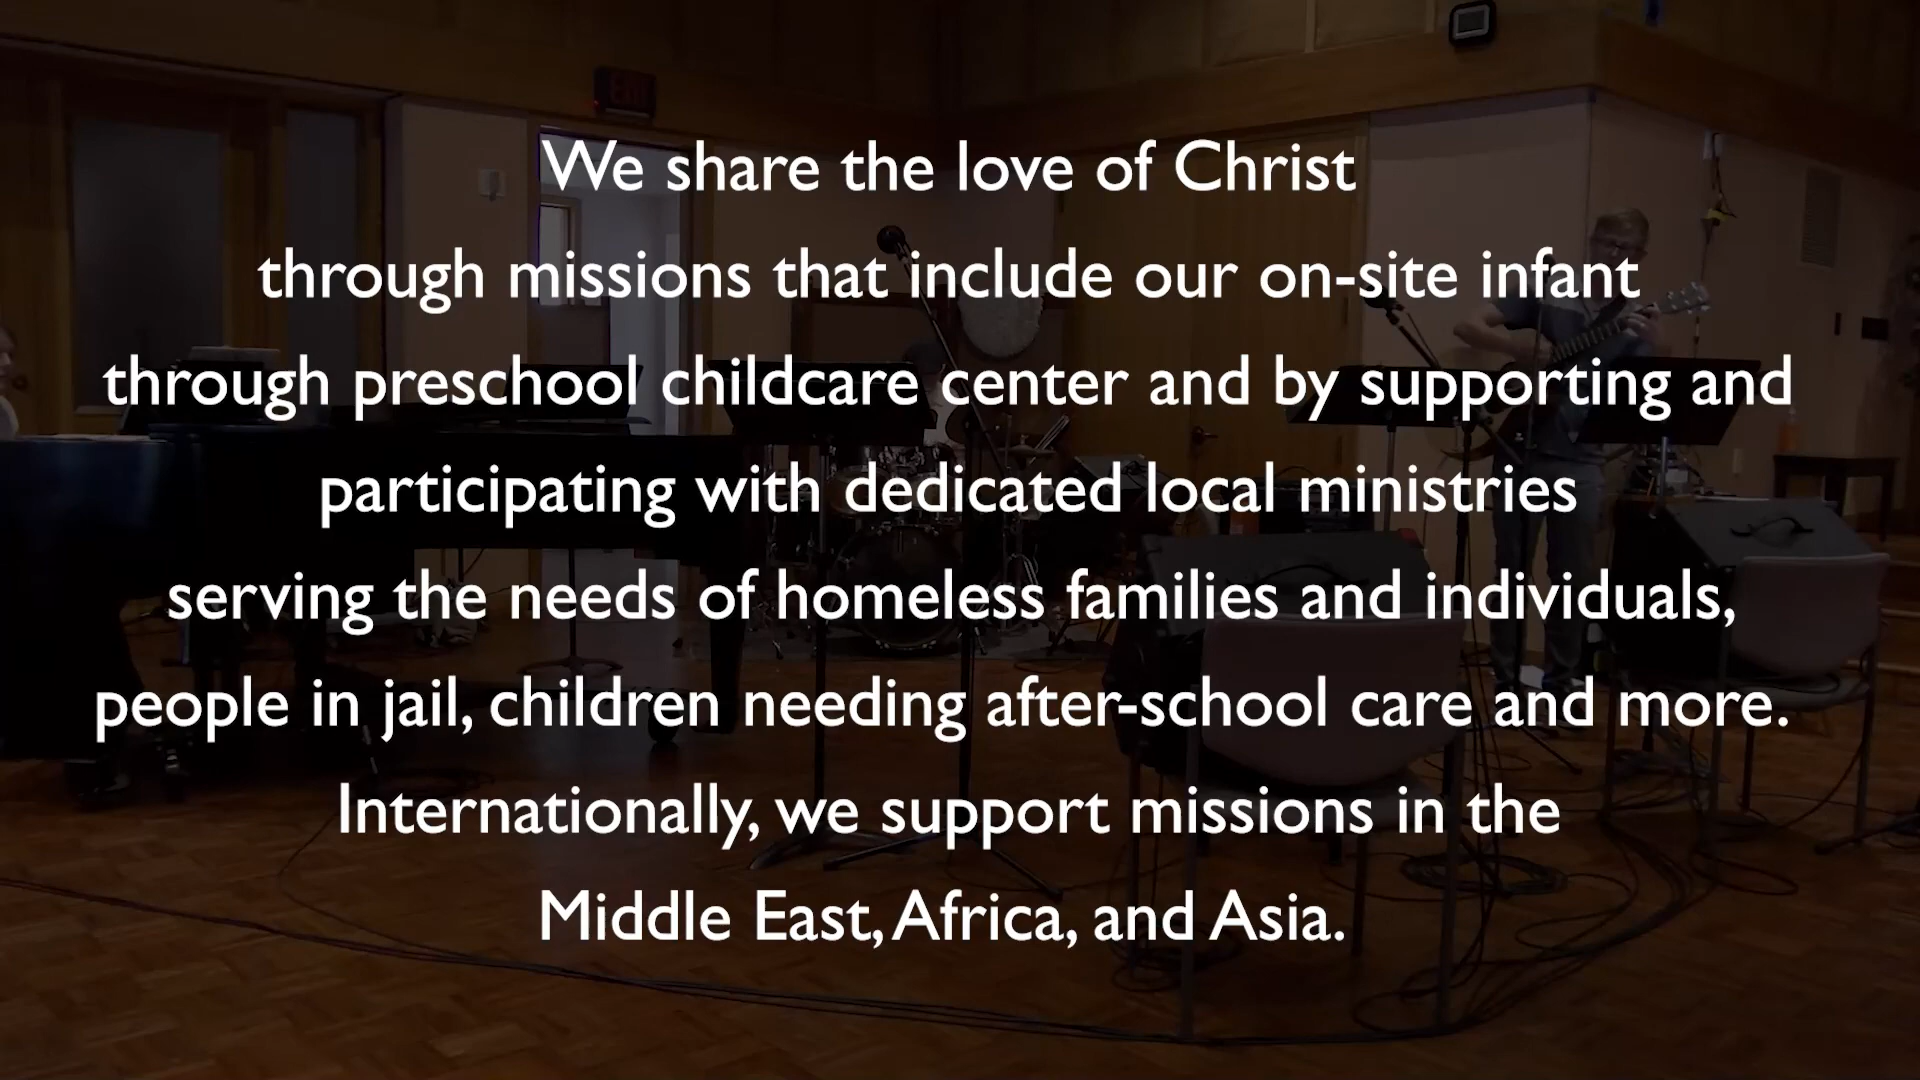 EXIT
We share the love of Christ
through missions that include our on-site infant
through preschool childcare center and by supporting and
participating with dedicated local ministries
serving the needs of homeless families and individuals,
people in jail, children needing after-school care and more.
Internationally, we support missions in the
Middle East, Africa, and Asia.